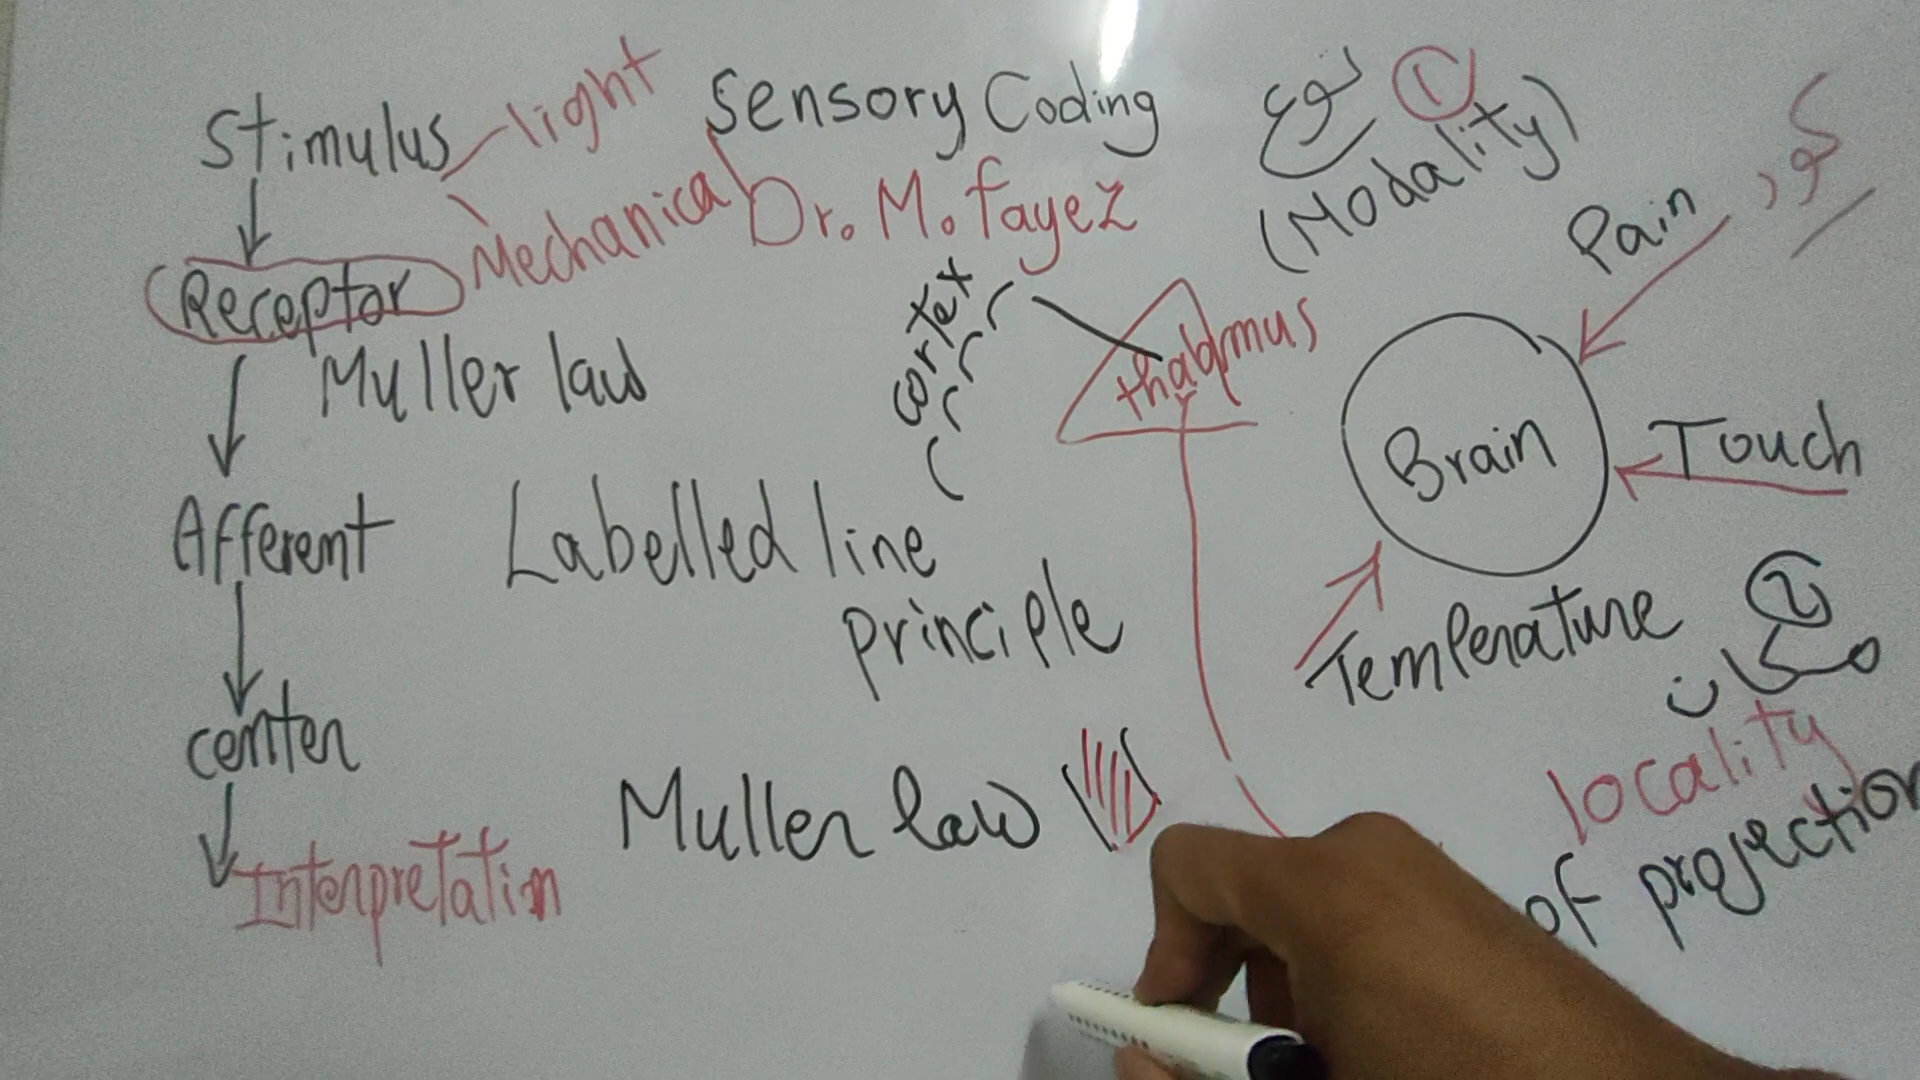 Sensory Coding
Dr. M. fayez
Stimulus
light
Mechanical
Receptor
Muller law
Afferent
Labelled line
principle
center
Interpretation
Muller law
cortex
thalamus
نوع
1
(Modality)
Pain
Touch
Brain
Temperature
2
مكان
locality
of projection